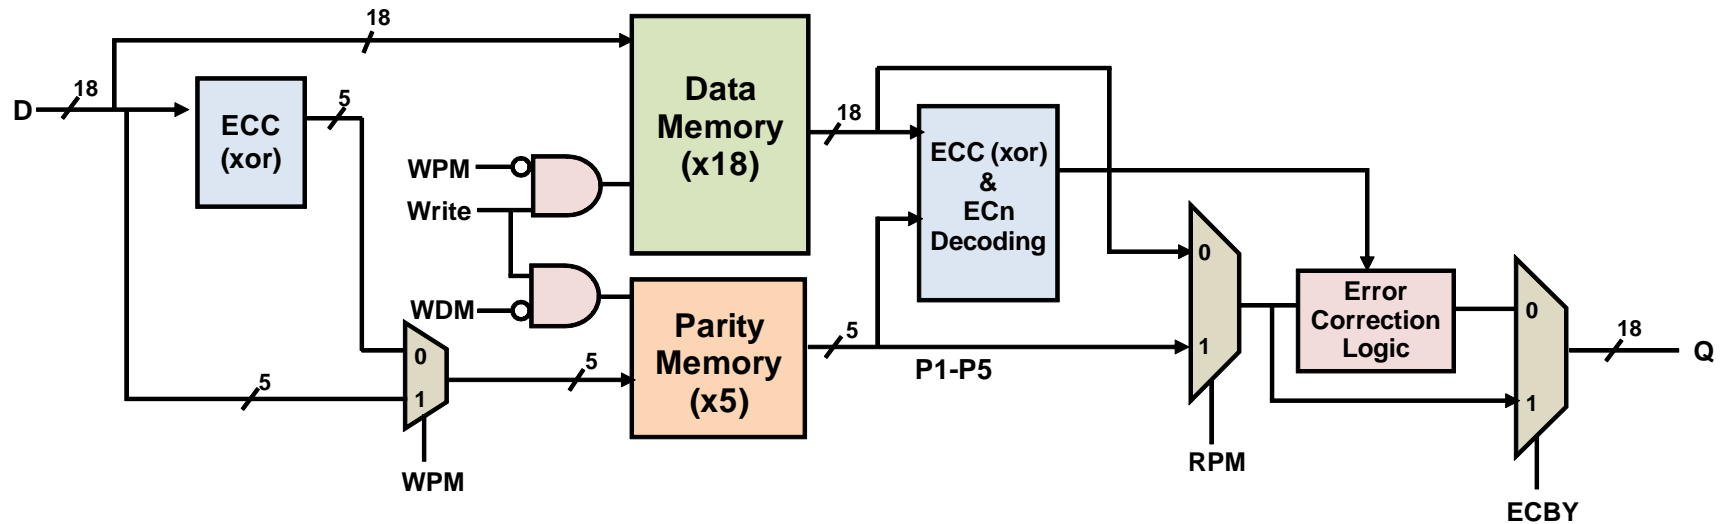 18
D
18
ECC
(xor)
5
WPM
Write
WDM
Data
Memory
(x18)
Parity
Memory
(x5)
0
1
5
5
WPM
18
5
P1-P5
ECC (xor)
&
ECn
Decoding
0
1
RPM
Error
Correction
Logic
0
1
ECBY
18
Q